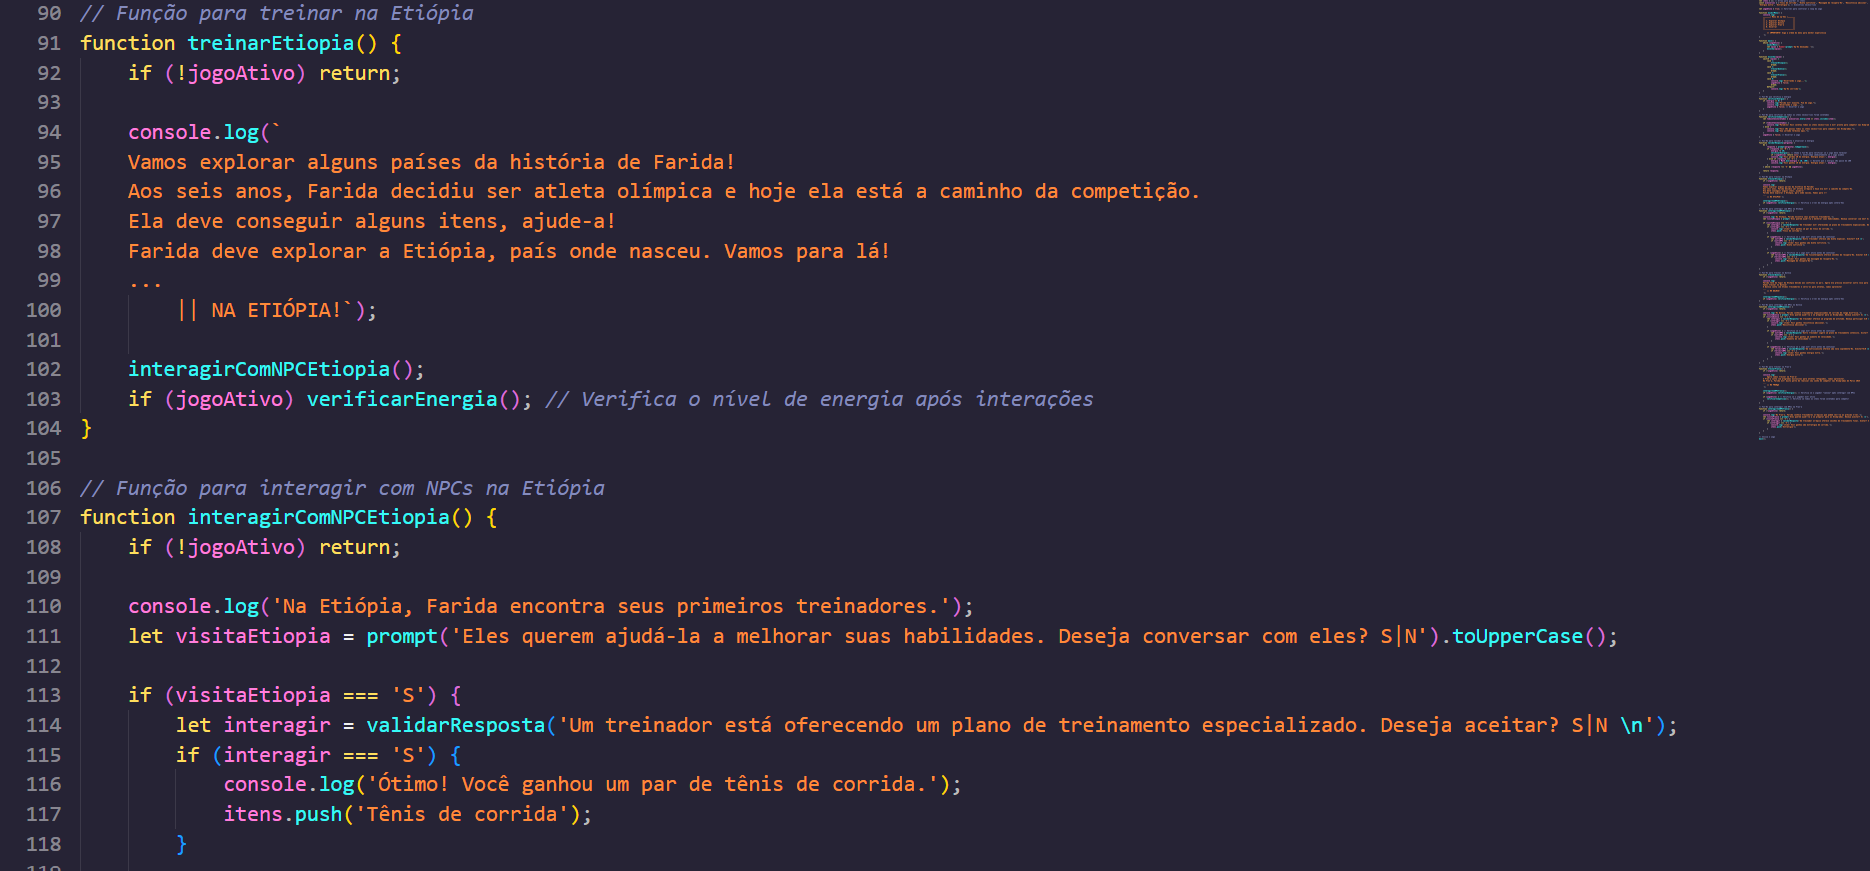 90 // Função para treinar na Etiópia
91 function treinarEtiopia() {
92     if (!jogoAtivo) return;
93
94     console.log(`
95     Vamos explorar alguns países da história de Farida!
96     Aos seis anos, Farida decidiu ser atleta olímpica e hoje ela está a caminho da competição.
97     Ela deve conseguir alguns itens, ajude-a!
98     Farida deve explorar a Etiópia, país onde nasceu. Vamos para lá!
99     ...
100         || NA ETIÓPIA!`);
101
102     interagirComNPCEtiopia();
103     if (jogoAtivo) verificarEnergia(); // Verifica o nível de energia após interações
104 }
105
106 // Função para interagir com NPCs na Etiópia
107 function interagirComNPCEtiopia() {
108     if (!jogoAtivo) return;
109
110     console.log('Na Etiópia, Farida encontra seus primeiros treinadores.');
111     let visitaEtiopia = prompt('Eles querem ajudá-la a melhorar suas habilidades. Deseja conversar com eles? S|N').toUpperCase();
112
113     if (visitaEtiopia === 'S') {
114         let interagir = validarResposta('Um treinador está oferecendo um plano de treinamento especializado. Deseja aceitar? S|N \n');
115         if (interagir === 'S') {
116             console.log('Ótimo! Você ganhou um par de tênis de corrida.');
117             itens.push('Tênis de corrida');
118         }